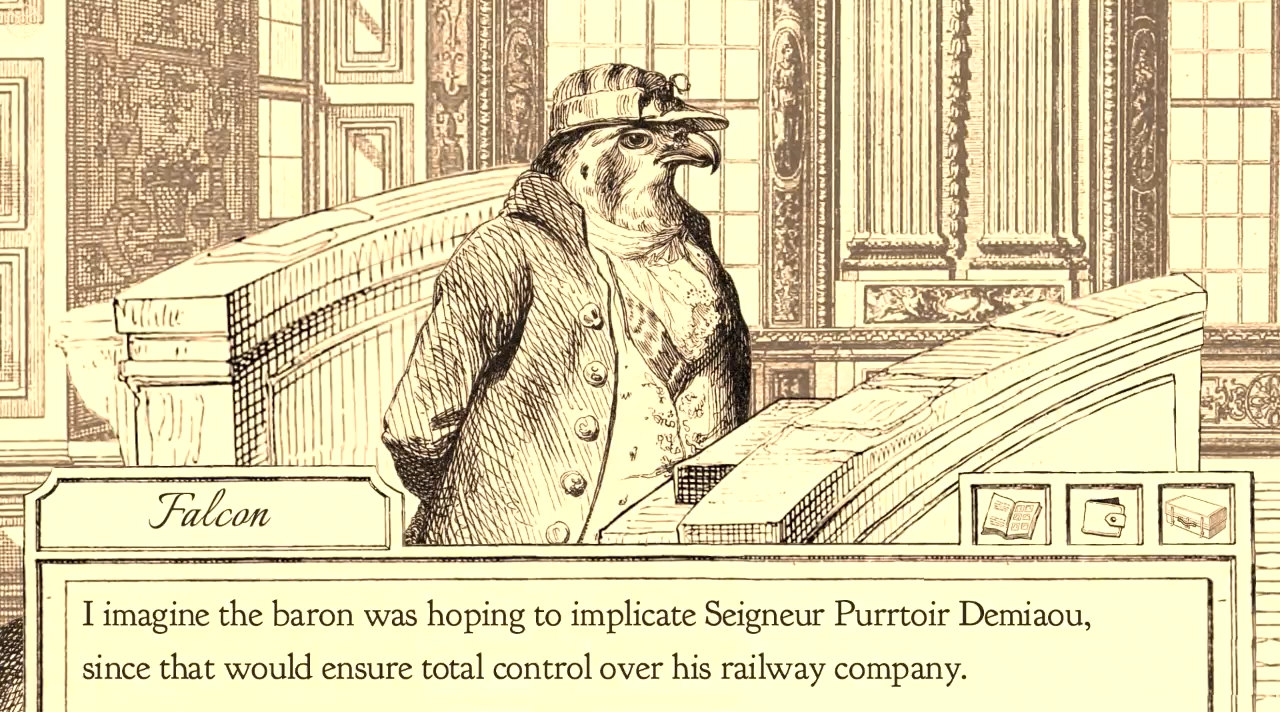 Falcon
I imagine the baron was hoping to implicate Seigneur Purrtoir Demiaou,
since that would ensure total control over his railway company.